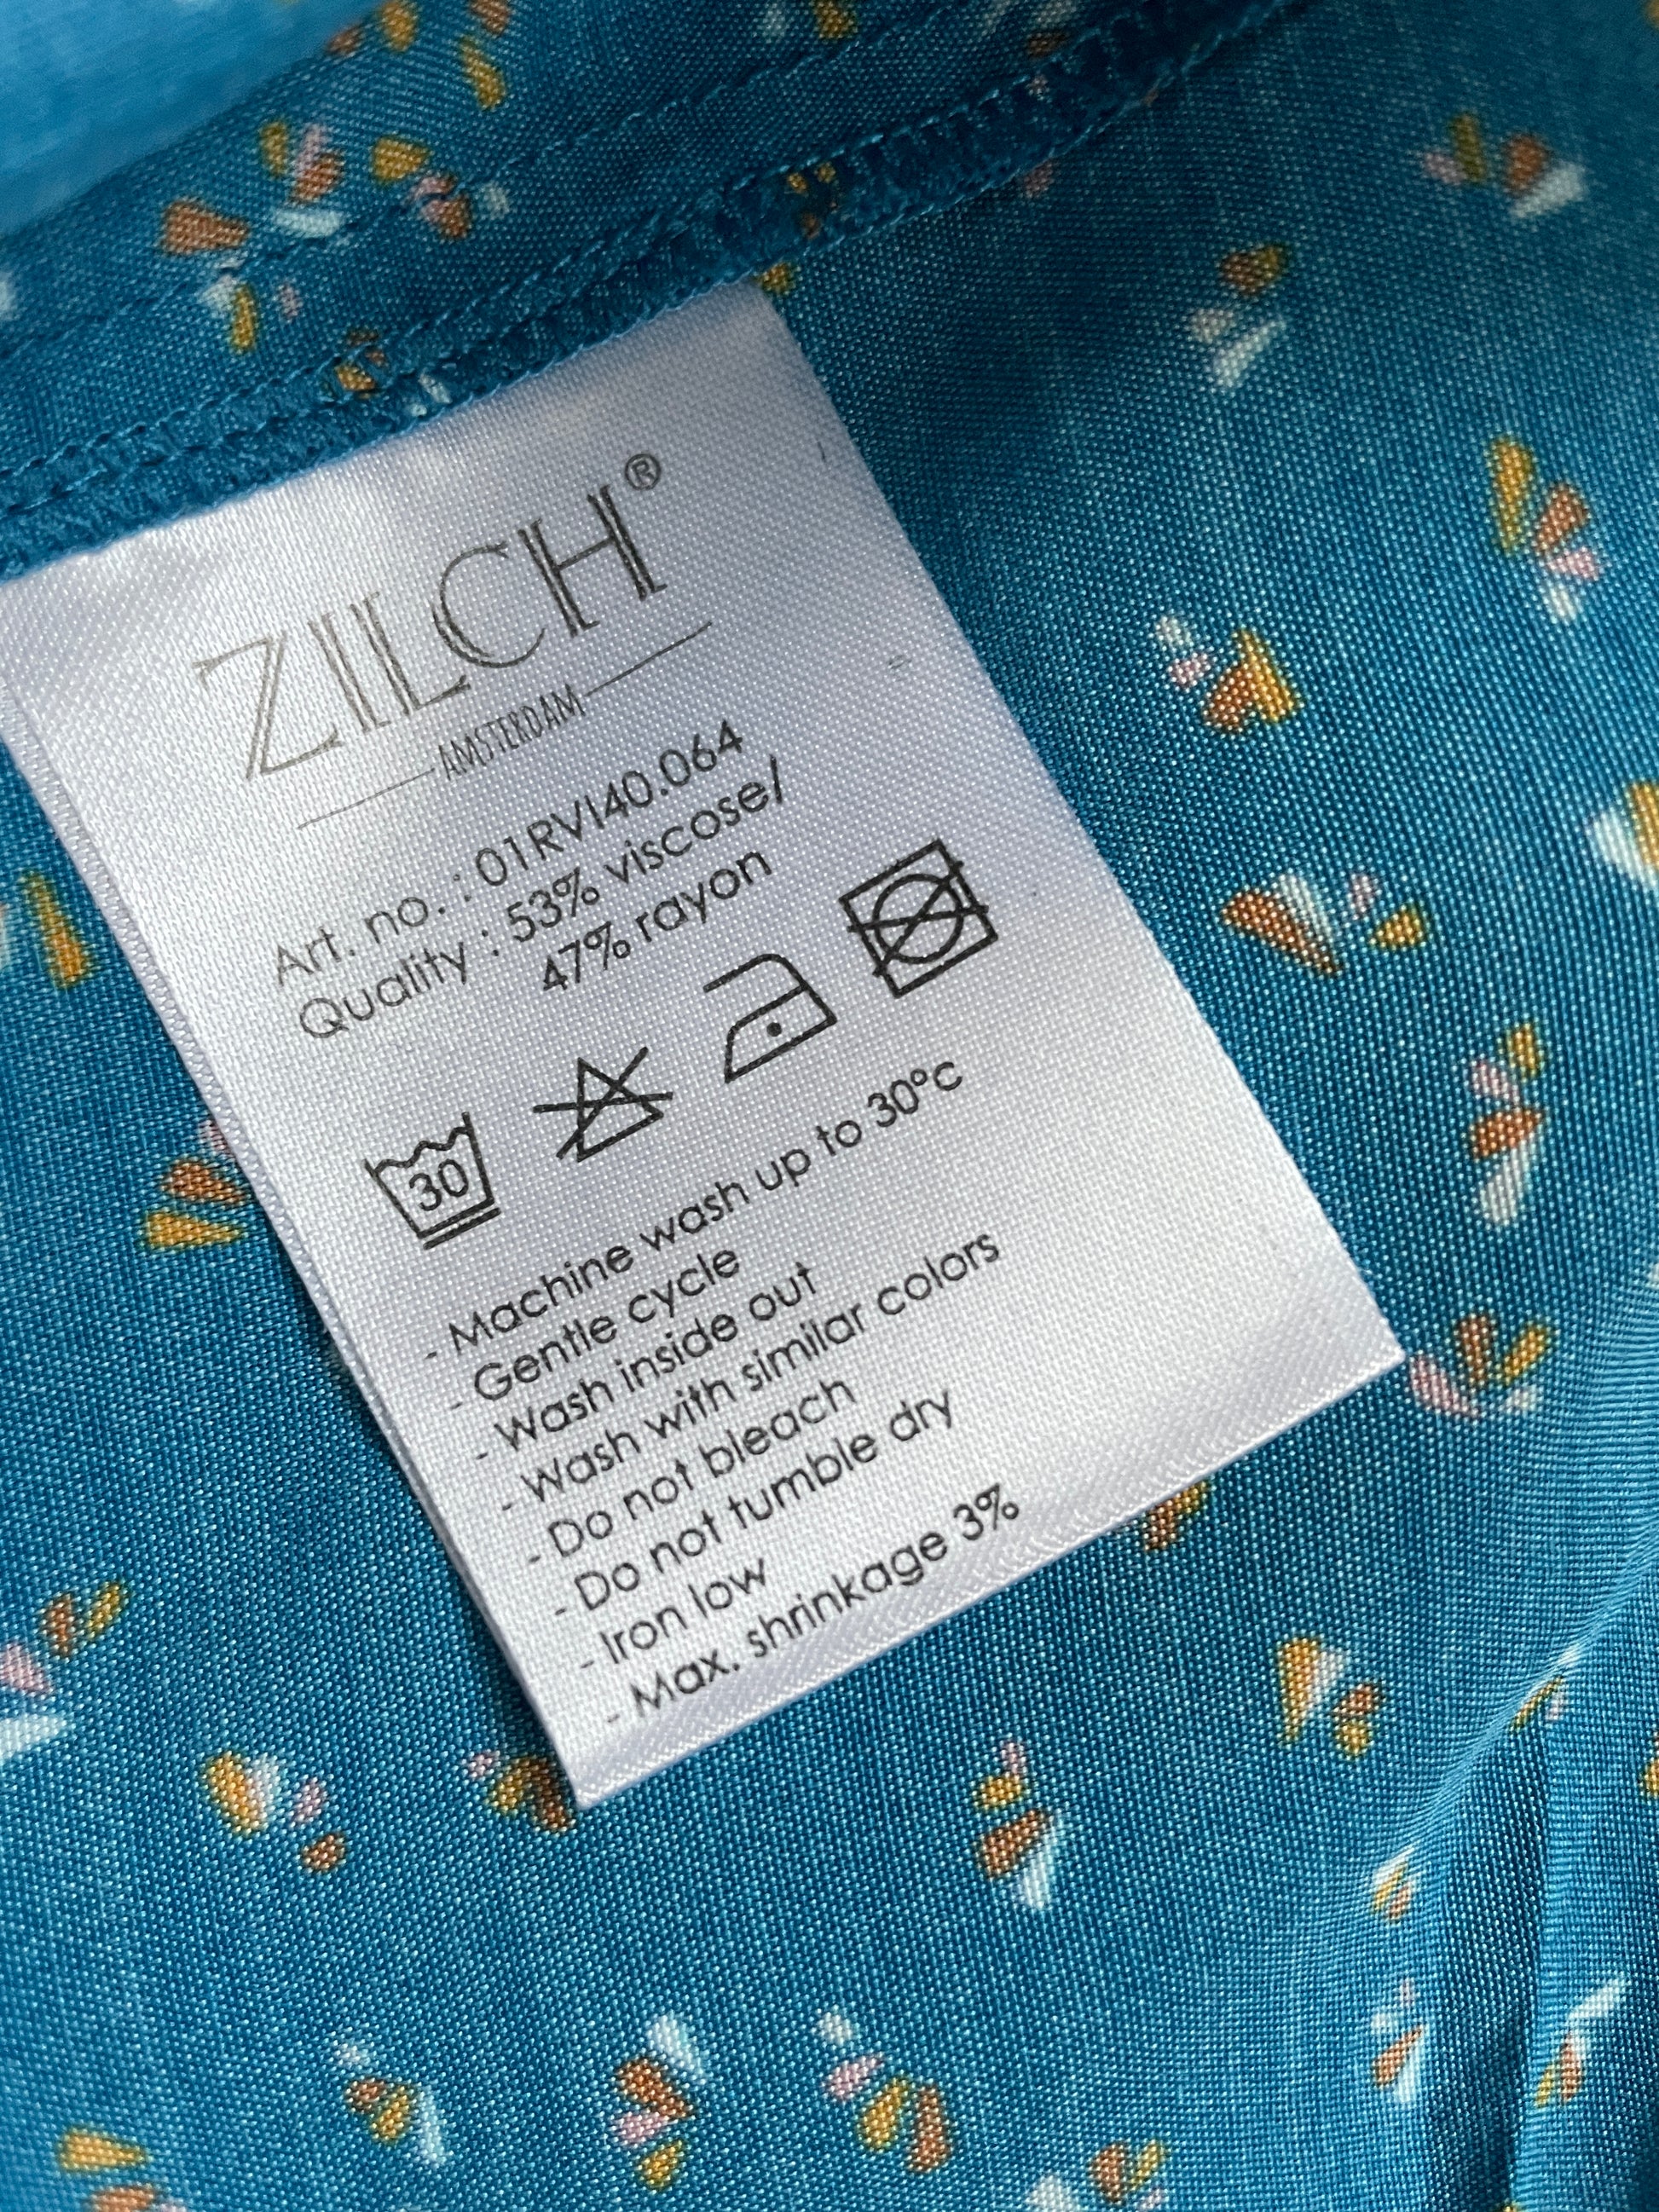 ZILCH®
AMSTERDAM
Art. no. : 01RVI40.064
Quality : 53% viscose/
47% rayon
30
- Machine wash up to 30°c
- Gentle cycle
- Wash inside out
- Wash with similar colors
- Do not bleach
- Do not tumble dry
- Iron low
- Max. shrinkage 3%